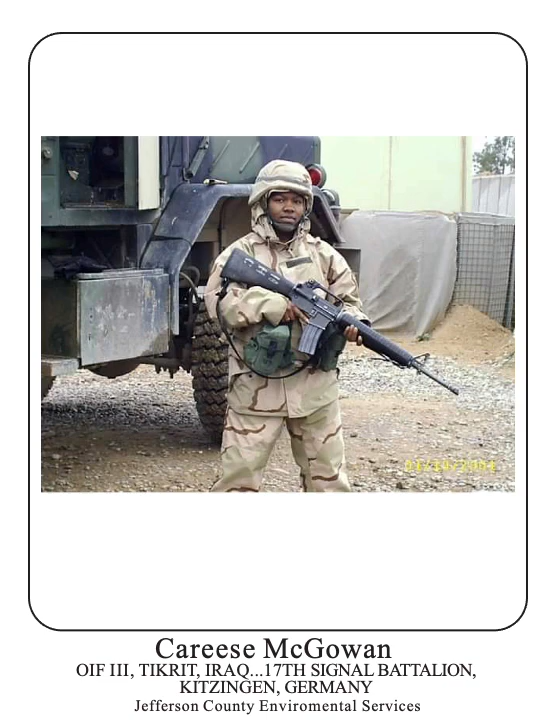 Careese McGowan
OIF III, TIKRIT, IRAQ...17TH SIGNAL BATTALION,
KITZINGEN, GERMANY
Jefferson County Enviromental Services